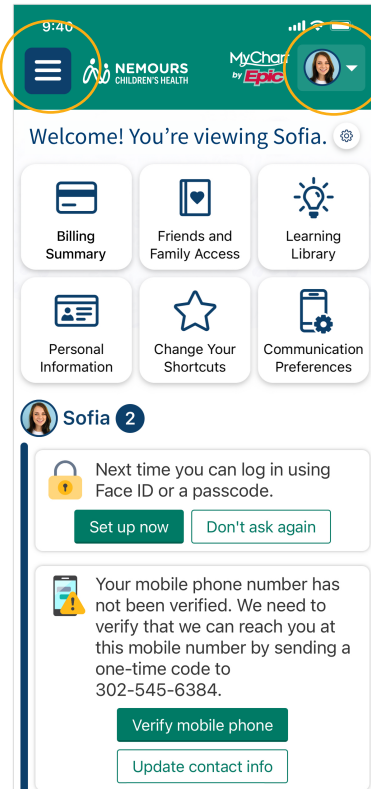 9:40
NEMOURS
CHILDREN'S HEALTH
MyChart
by Epic
Welcome! You're viewing Sofia.
Billing
Summary
Friends and
Family Access
Learning
Library
Personal
Information
Change Your
Shortcuts
Communication
Preferences
Sofia 2
Next time you can log in using
Face ID or a passcode.
Set up now
Don't ask again
Your mobile phone number has
not been verified. We need to
verify that we can reach you at
this mobile number by sending a
one-time code to
302-545-6384.
Verify mobile phone
Update contact info